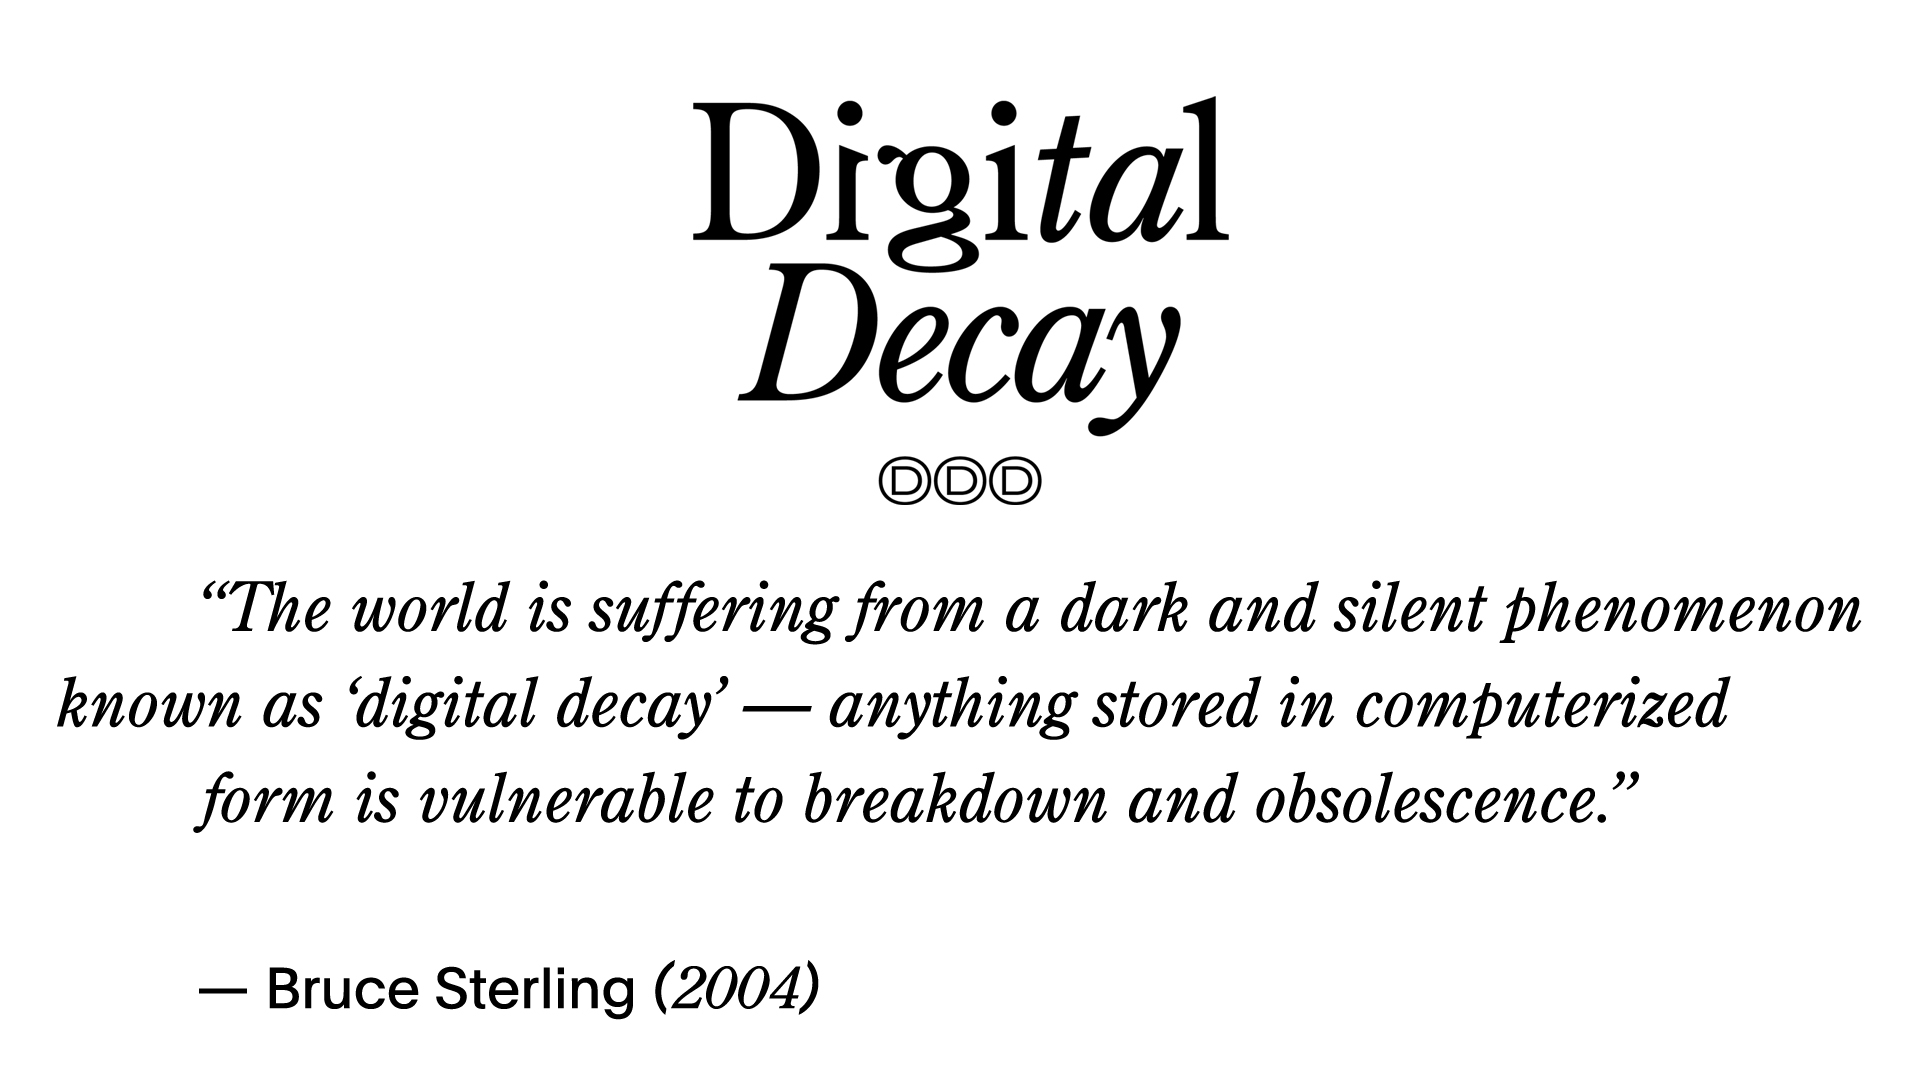 Digital
Decay
ⒹⒹⒹ
“The world is suffering from a dark and silent phenomenon
known as ‘digital decay’ — anything stored in computerized
form is vulnerable to breakdown and obsolescence.”
— Bruce Sterling (2004)